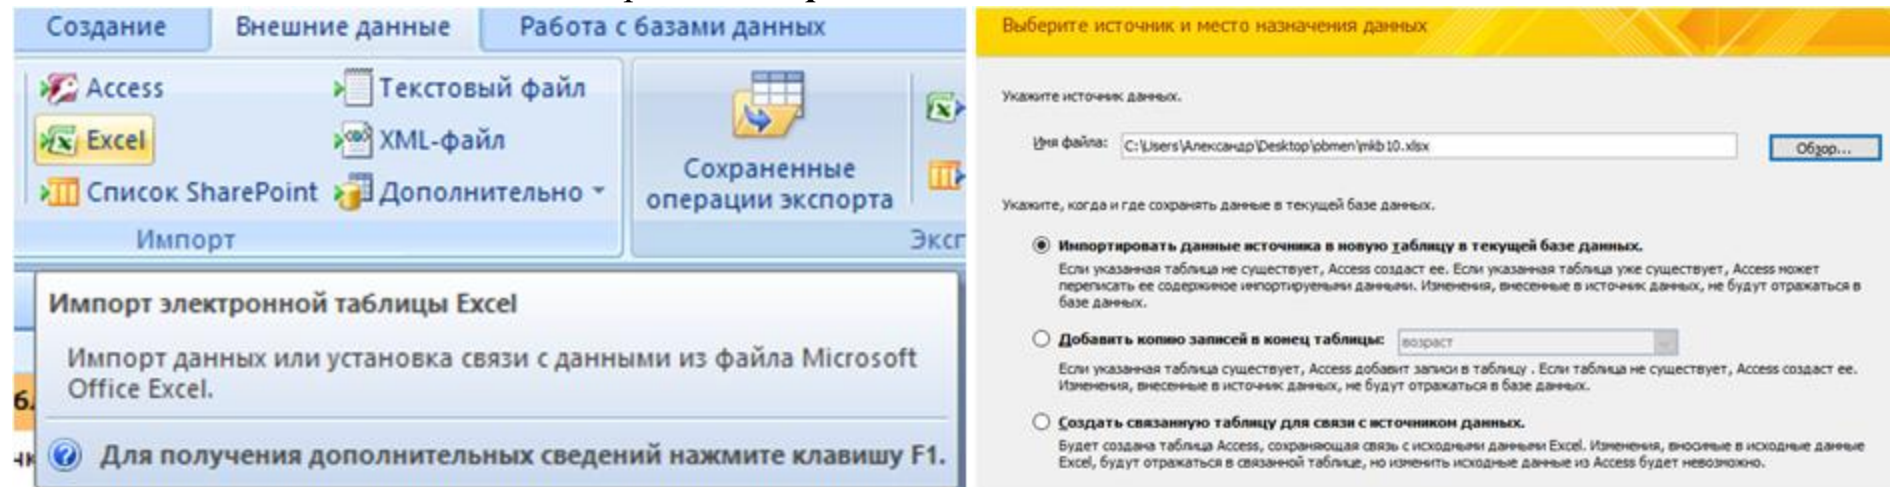 Создание Внешние данные Работа с базами данных
Access Текстовый файл
Excel XML-файл
Список SharePoint Дополнительно
Сохраненные
операции экспорта
Импорт
Эксп
Импорт электронной таблицы Excel
Импорт данных или установка связи с данными из файла Microsoft
Office Excel.
Для получения дополнительных сведений нажмите клавишу F1.
Выберите источник и место назначения данных
Укажите источник данных.
Имя файла: C:\Users\Александр\Desktop\obmen\mkb10.xlsx Обзор...
Укажите, когда и где сохранять данные в текущей базе данных.
Импортировать данные источника в новую таблицу в текущей базе данных.
Если указанная таблица не существует, Access создаст ее. Если указанная таблица уже существует, Access может
переписать ее содержимое импортируемыми данными. Изменения, внесенные в источник данных, не будут отражаться в
базе данных.
Добавить копию записей в конец таблицы: возраст
Если указанная таблица существует, Access добавит записи в таблицу . Если таблица не существует, Access создаст ее.
Изменения, внесенные в источник данных, не будут отражаться в базе данных.
Создать связанную таблицу для связи с источником данных.
Будет создана таблица Access, сохраняющая связь с исходными данными Excel. Изменения, вносимые в исходные данные
Excel, будут отражаться в связанной таблице, но изменить исходные данные из Access будет невозможно.